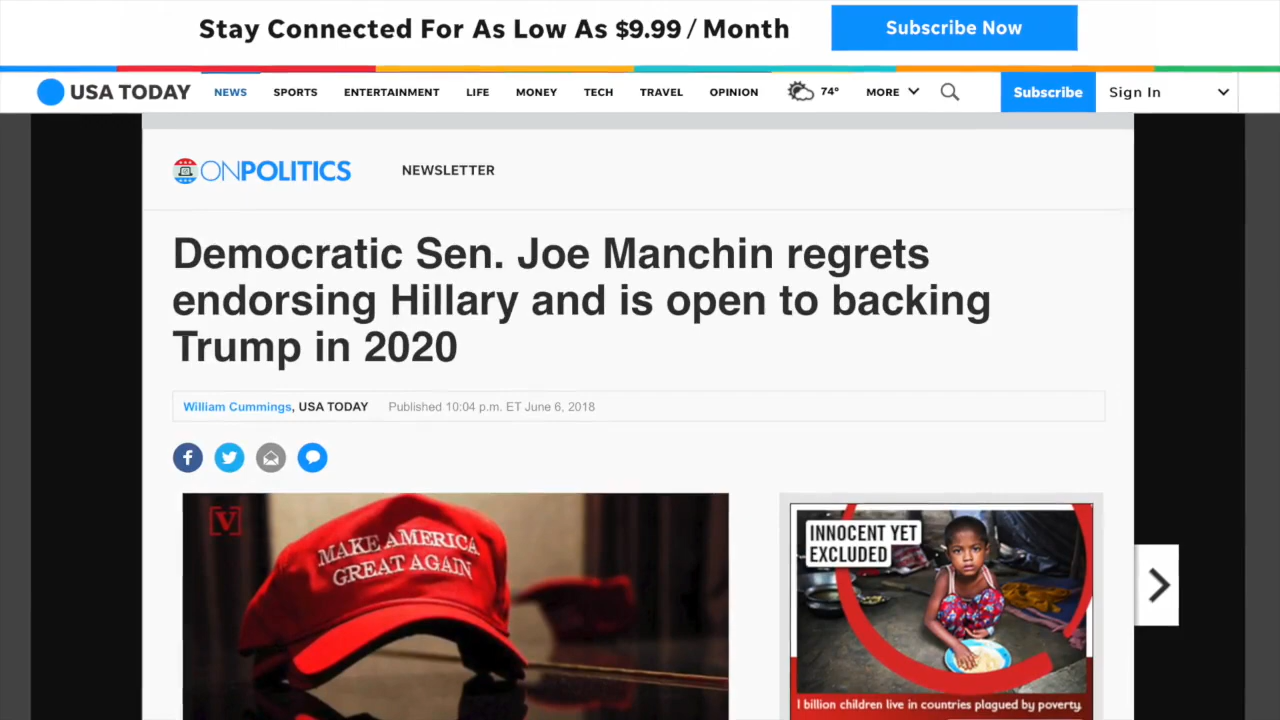 Stay Connected For As Low As $9.99 / Month
Subscribe Now
USA TODAY
NEWS
SPORTS
ENTERTAINMENT
LIFE
MONEY
TECH
TRAVEL
OPINION
74°
MORE
Subscribe
Sign In
ONPOLITICS
NEWSLETTER
Democratic Sen. Joe Manchin regrets
endorsing Hillary and is open to backing
Trump in 2020
William Cummings, USA TODAY
Published 10:04 p.m. ET June 6, 2018
V
MAKE AMERICA
GREAT AGAIN
INNOCENT YET
EXCLUDED
1 billion children live in countries plagued by poverty.